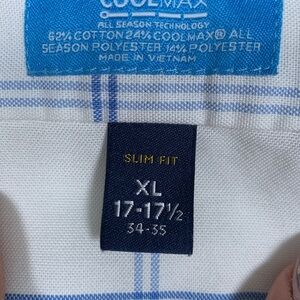 COOLMAX
ALL SEASON TECHNOLOGY
62% COTTON 24% COOLMAX® ALL
SEASON POLYESTER 14% POLYESTER
MADE IN VIETNAM
SLIM FIT
XL
17-17½
34-35